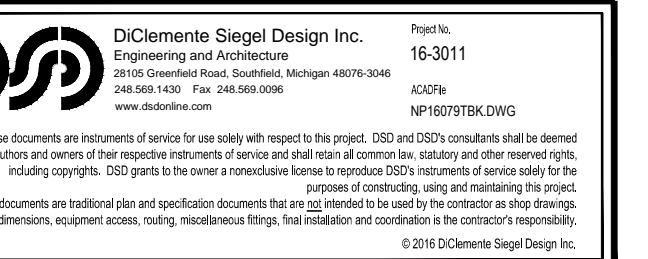 DiClemente Siegel Design Inc.
Engineering and Architecture
28105 Greenfield Road, Southfield, Michigan 48076-3046
248.569.1430 Fax 248.569.0096
www.dsdonline.com
Project No.
16-3011
ACADFile
NP16079TBK.DWG
documents are instruments of service for use solely with respect to this project. DSD and DSD's consultants shall be deemed
and owners of their respective instruments of service and shall retain all common law, statutory and other reserved rights,
including copyrights. DSD grants to the owner a nonexclusive license to reproduce DSD's instruments of service solely for the
purposes of constructing, using and maintaining this project.
documents are traditional plan and specification documents that are not intended to be used by the contractor as shop drawings.
dimensions, equipment access, routing, miscellaneous fittings, final installation and coordination is the contractor's responsibility.
© 2016 DiClemente Siegel Design Inc.